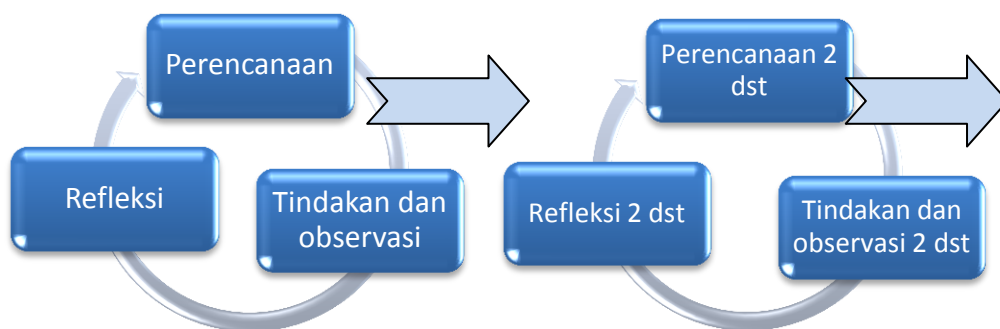 Perencanaan
Tindakan dan
observasi
Refleksi
Perencanaan 2
dst
Tindakan dan
observasi 2 dst
Refleksi 2 dst